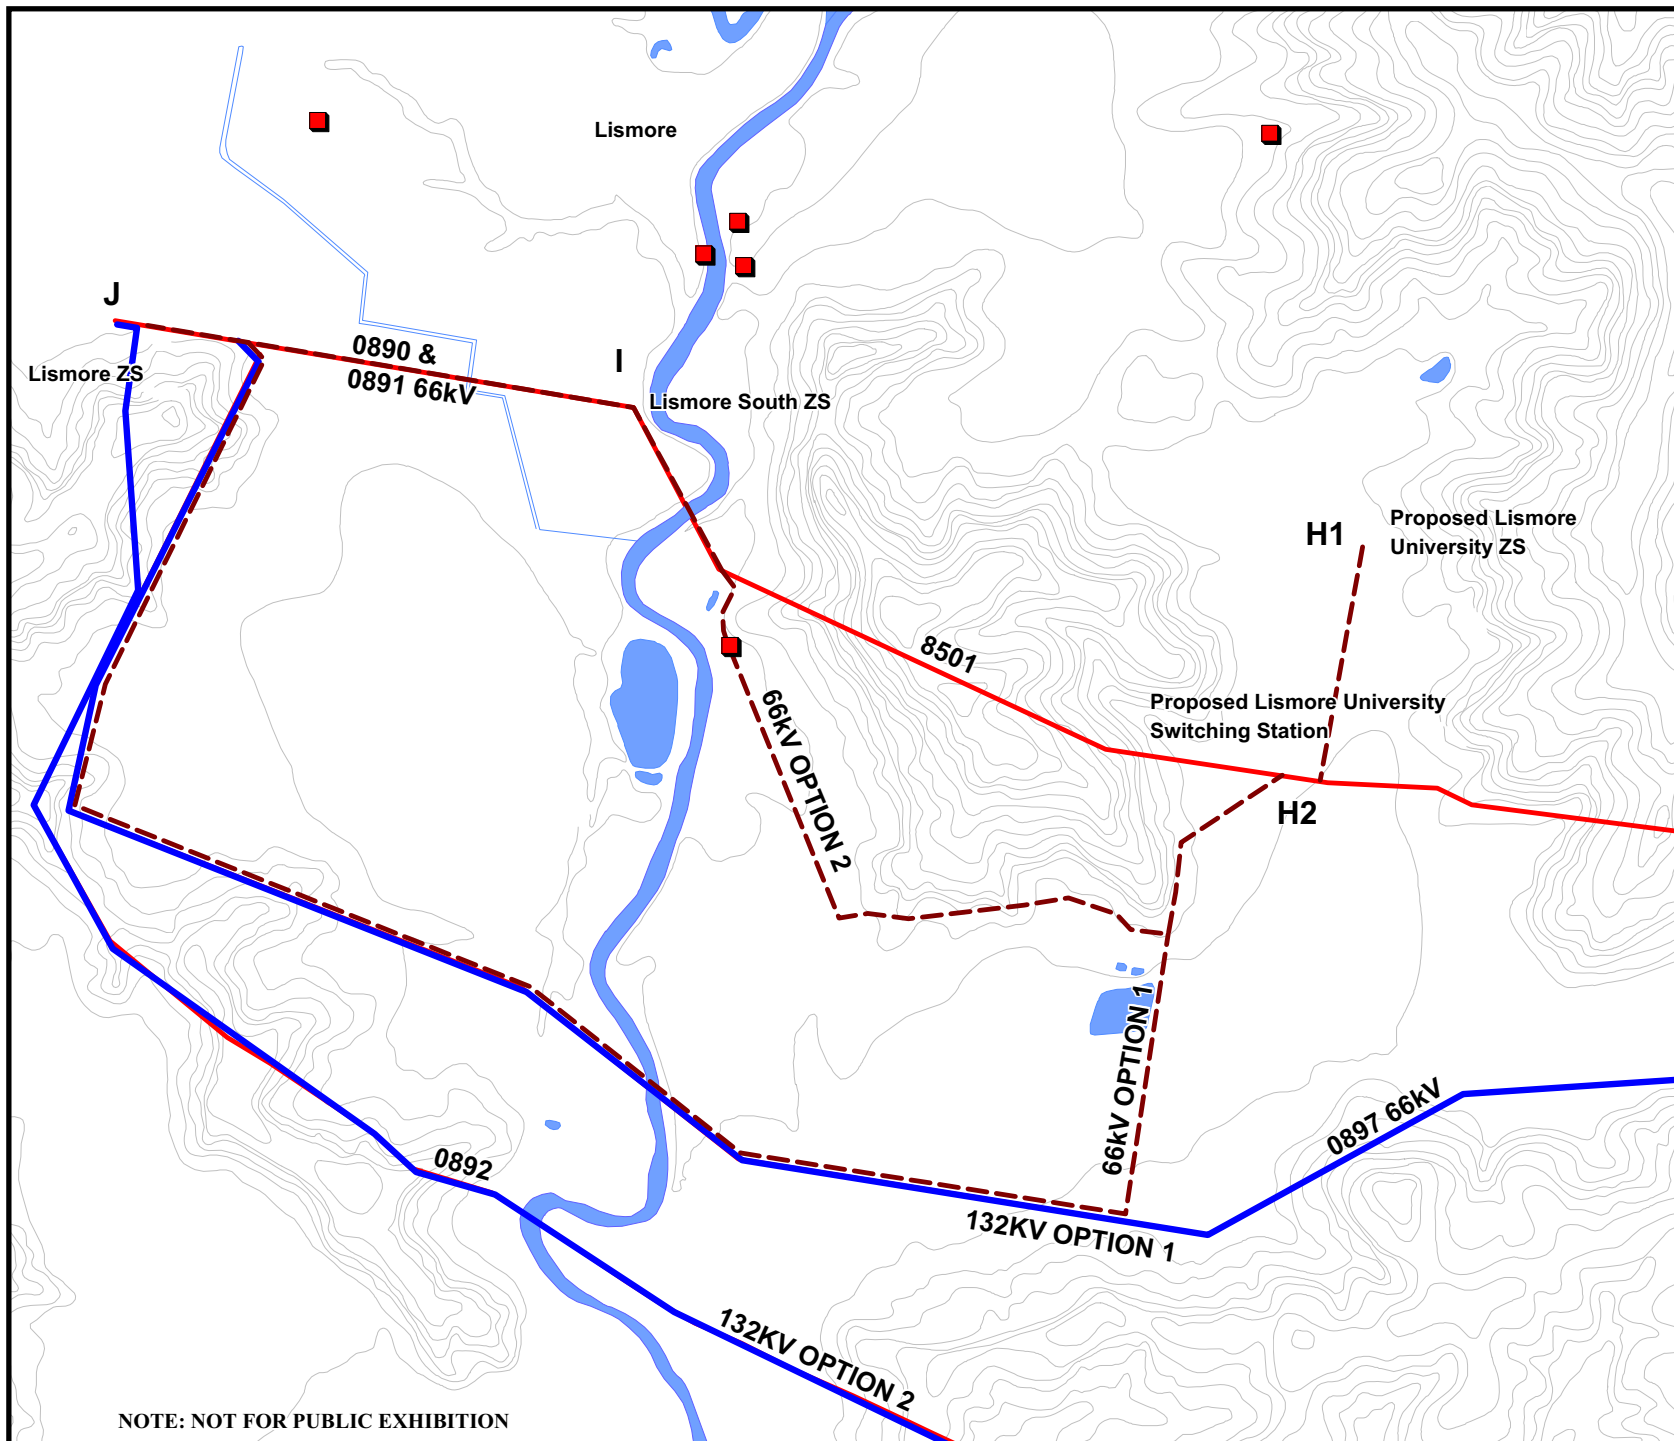 Lismore
J
0890 &
0891 66kV
I
Lismore ZS
Lismore South ZS
H1
Proposed Lismore
University ZS
8501
66kV OPTION 2
Proposed Lismore University
Switching Station
H2
66kV OPTION 1
0897 66kV
0892
132KV OPTION 1
132KV OPTION 2
NOTE: NOT FOR PUBLIC EXHIBITION